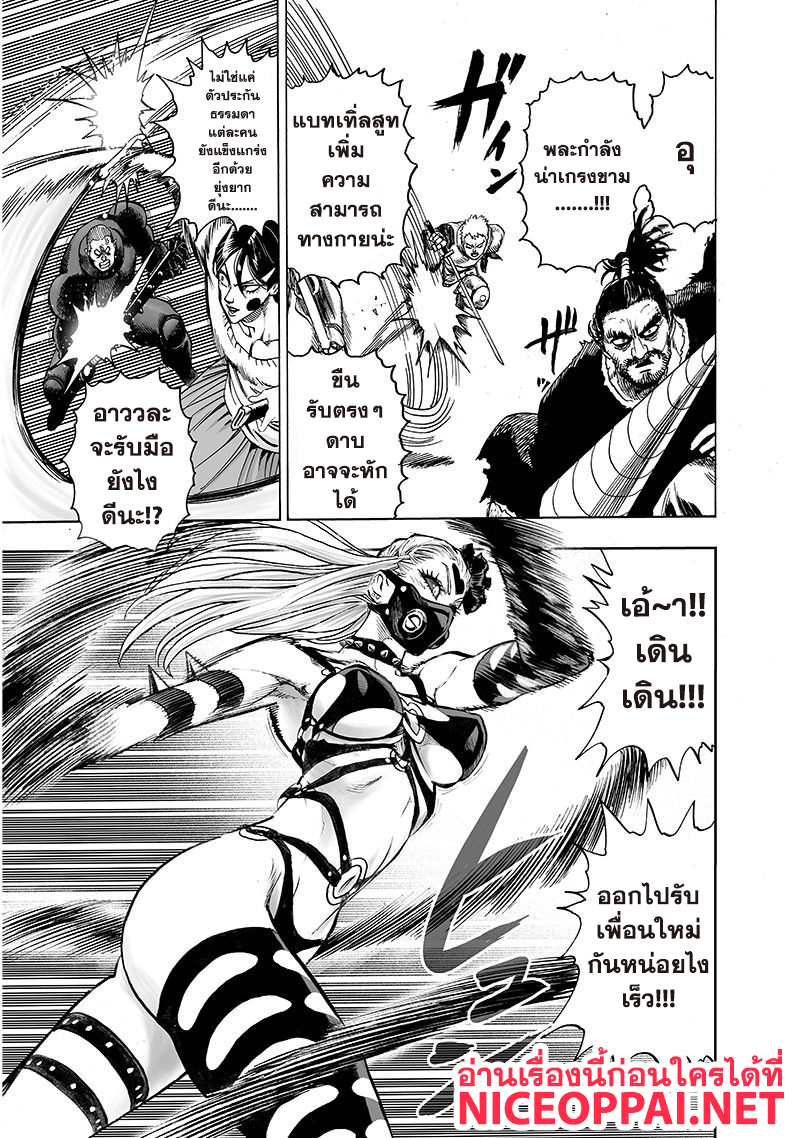 อุ
พละกำลัง
น่าเกรงขาม
........!!!
ガギィン
แบทเทิ่ลสูท
เพิ่ม
ความ
สามารถ
ทางกายน่ะ
ขืน
รับตรงๆ
ดาบ
อาจจะหัก
ได้
ไม่ใช่แค่
ตัวประกัน
ธรรมดา
แต่ละคน
ยังแข็งแกร่ง
อีกด้วย
ยุ่งยาก
ดีนะ.......
อาววละ
จะรับมือ
ยังไง
ดีนะ!?
เอ้~า!!
เดิน
เดิน!!!
ออกไปรับ
เพื่อนใหม่
กันหน่อยไง
เร็ว!!!
อ่านเรื่องนี้ก่อนใครได้ที่
NICEOPPAI.NET